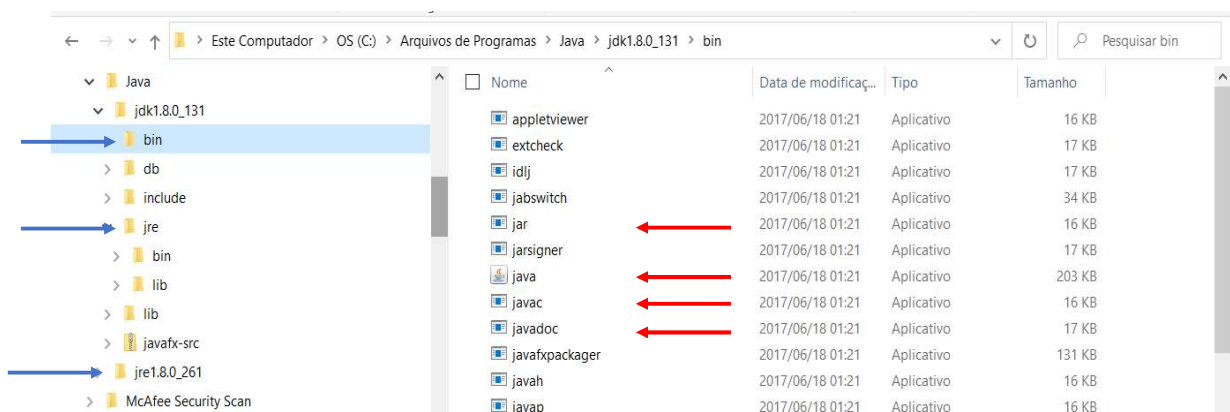 Este Computador > OS (C:) > Arquivos de Programas > Java > jdk1.8.0_131 > bin
Pesquisar bin
Java
jdk1.8.0_131
bin
db
include
jre
bin
lib
lib
javafx-src
jre1.8.0_261
McAfee Security Scan
Nome Data de modificaç... Tipo Tamanho
appletviewer 2017/06/18 01:21 Aplicativo 16 KB
extcheck 2017/06/18 01:21 Aplicativo 17 KB
idlj 2017/06/18 01:21 Aplicativo 17 KB
jabswitch 2017/06/18 01:21 Aplicativo 34 KB
jar 2017/06/18 01:21 Aplicativo 16 KB
jarsigner 2017/06/18 01:21 Aplicativo 17 KB
java 2017/06/18 01:21 Aplicativo 203 KB
javac 2017/06/18 01:21 Aplicativo 16 KB
javadoc 2017/06/18 01:21 Aplicativo 17 KB
javafxpackager 2017/06/18 01:21 Aplicativo 131 KB
javah 2017/06/18 01:21 Aplicativo 16 KB
javap 2017/06/18 01:21 Aplicativo 16 KB